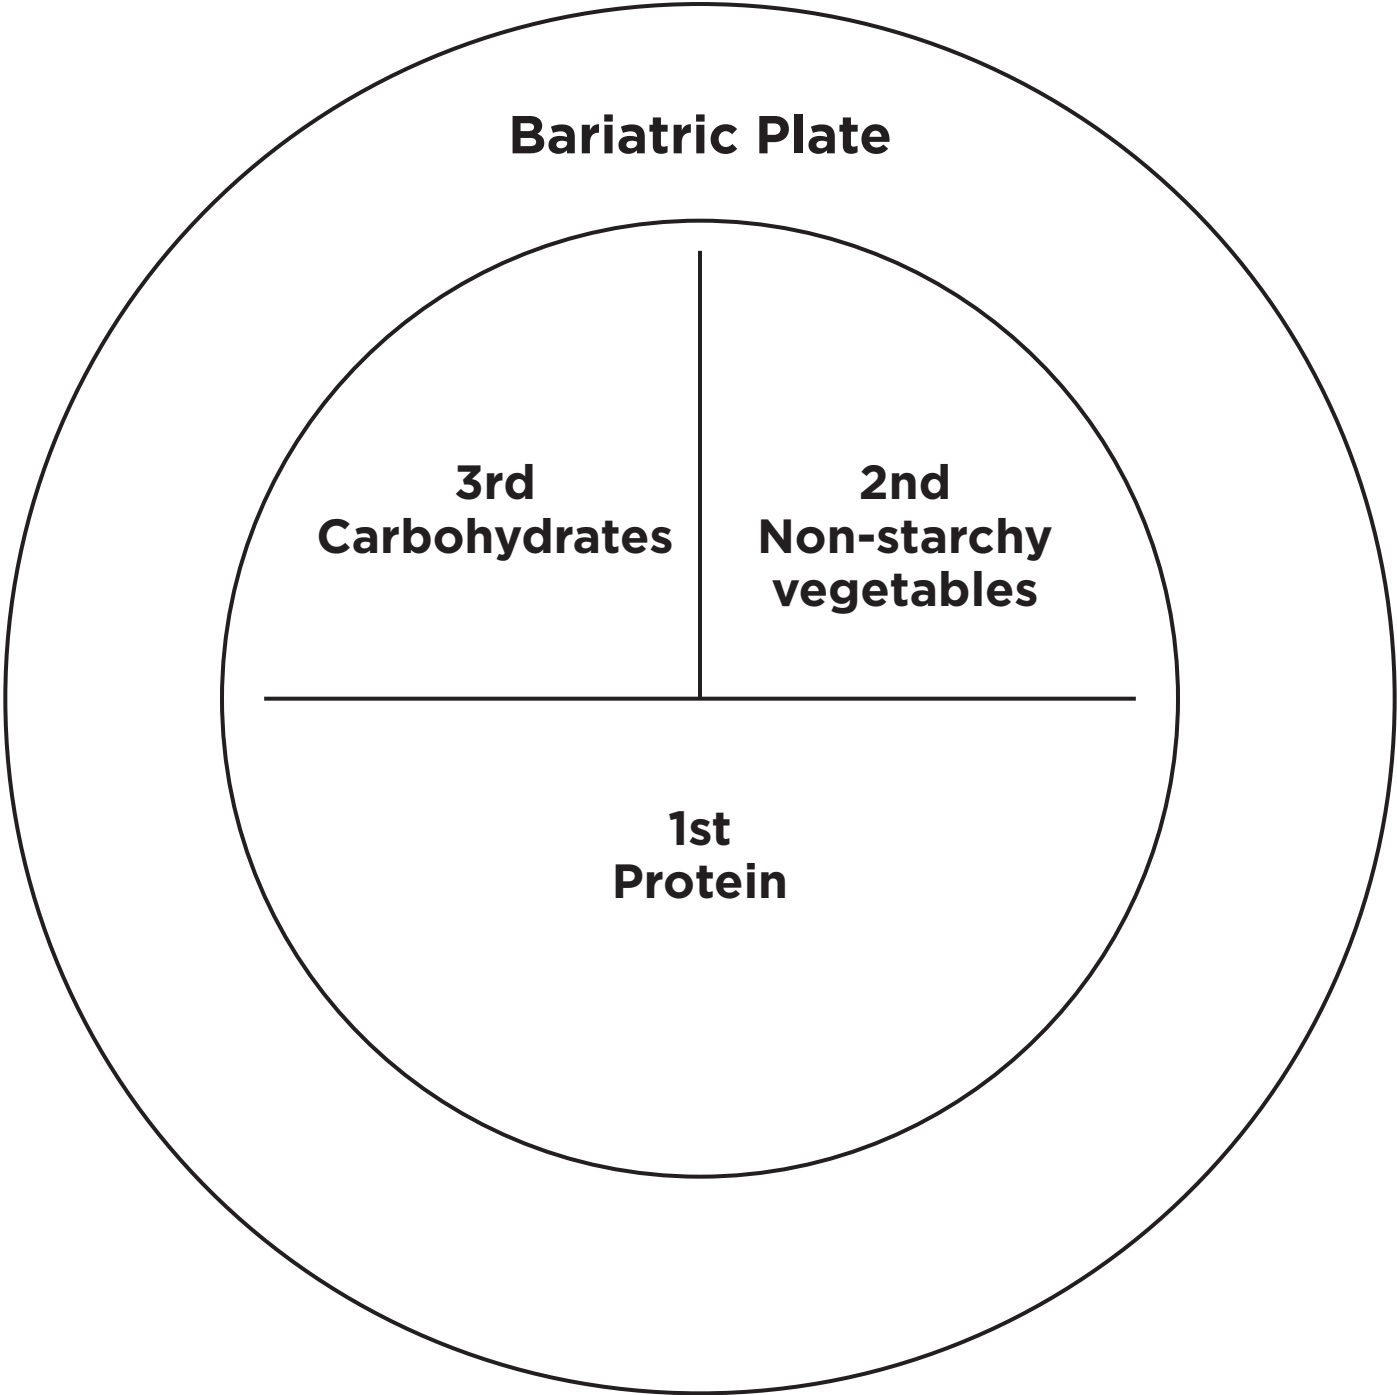 Bariatric Plate
3rd
Carbohydrates
2nd
Non-starchy
vegetables
1st
Protein